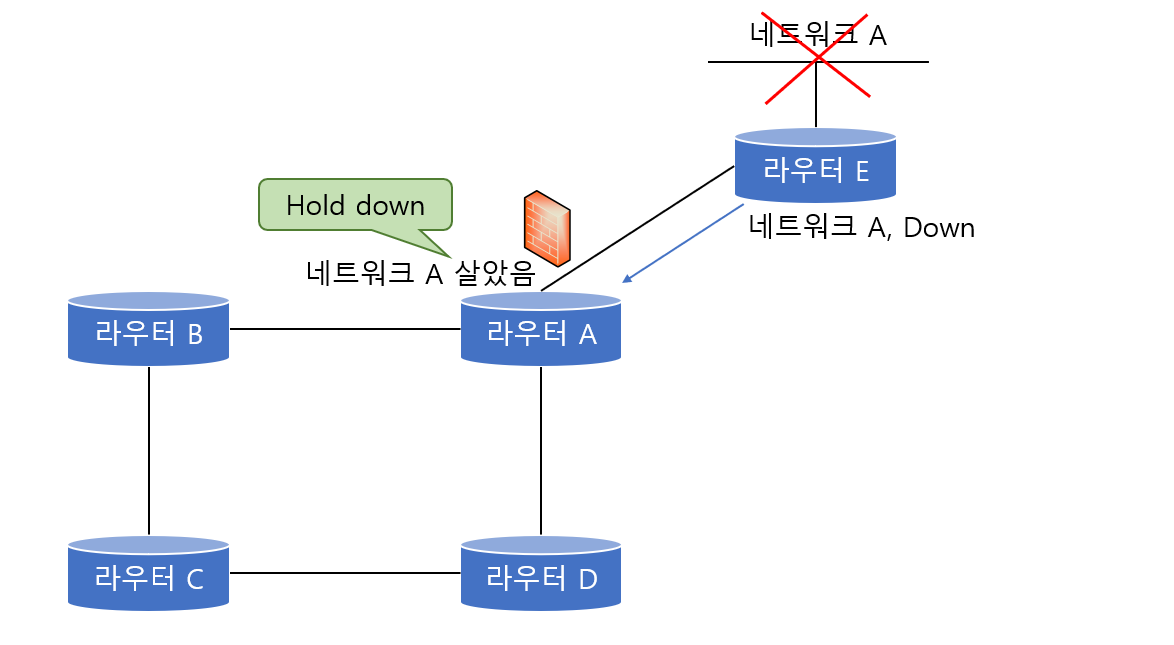 네트워크 A
라우터 E
Hold down
네트워크 A, Down
네트워크 A 살았음
라우터 B
라우터 A
라우터 C
라우터 D